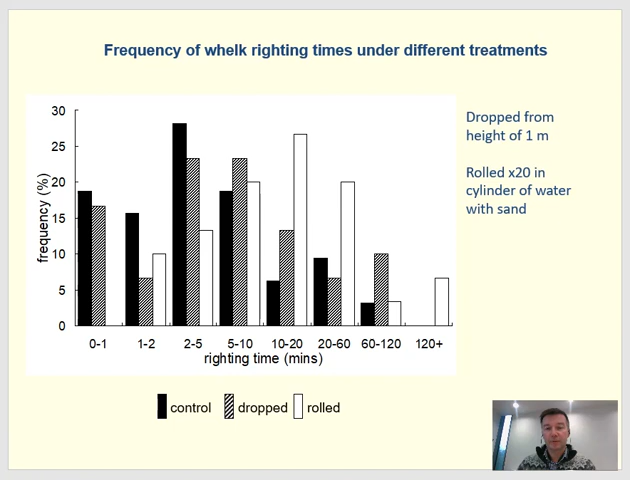 Frequency of whelk righting times under different treatments
30
25
20
15
10
5
0
frequency (%)
0-1 1-2 2-5 5-10 10-20 20-60 60-120 120+
righting time (mins)
control dropped rolled
Dropped from
height of 1 m
Rolled x20 in
cylinder of water
with sand